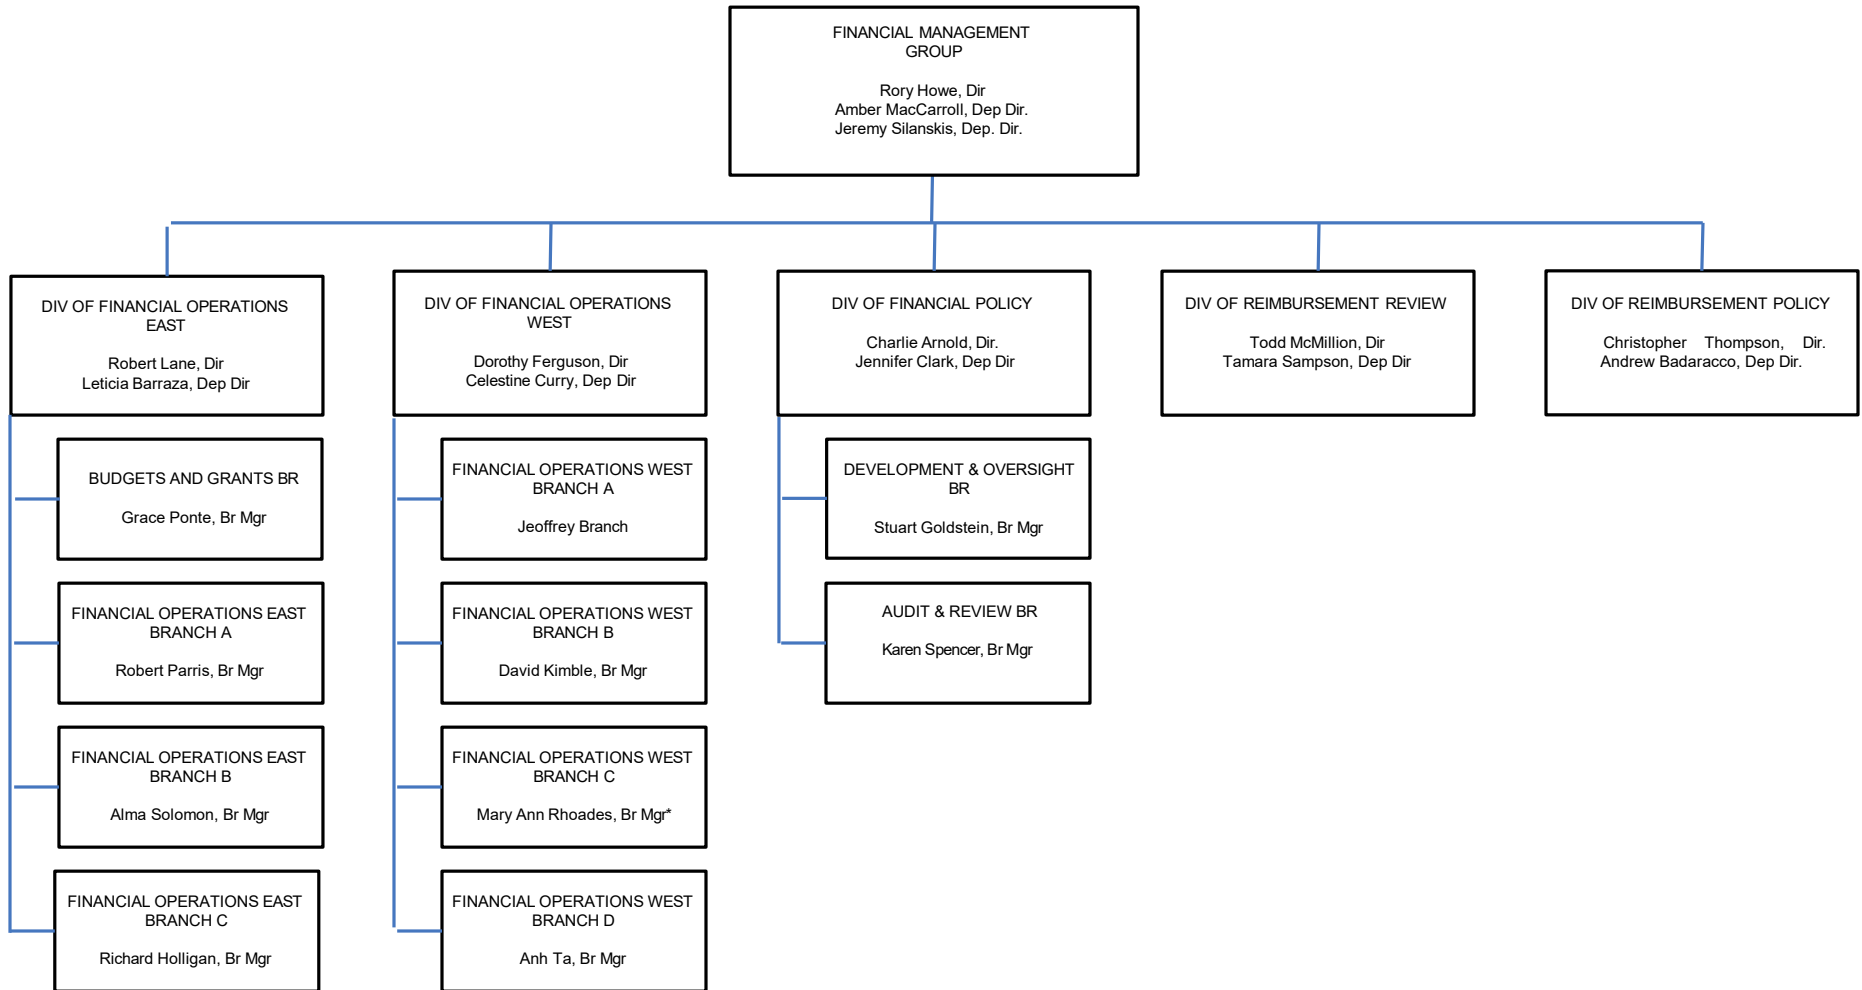 FINANCIAL MANAGEMENT
GROUP
Rory Howe, Dir
Amber MacCarroll, Dep Dir.
Jeremy Silanskis, Dep. Dir.
DIV OF FINANCIAL OPERATIONS
EAST
Robert Lane, Dir
Leticia Barraza, Dep Dir
BUDGETS AND GRANTS BR
Grace Ponte, Br Mgr
FINANCIAL OPERATIONS EAST
BRANCH A
Robert Parris, Br Mgr
FINANCIAL OPERATIONS EAST
BRANCH B
Alma Solomon, Br Mgr
FINANCIAL OPERATIONS EAST
BRANCH C
Richard Holligan, Br Mgr
DIV OF FINANCIAL OPERATIONS
WEST
Dorothy Ferguson, Dir
Celestine Curry, Dep Dir
FINANCIAL OPERATIONS WEST
BRANCH A
Jeoffrey Branch
FINANCIAL OPERATIONS WEST
BRANCH B
David Kimble, Br Mgr
FINANCIAL OPERATIONS WEST
BRANCH C
Mary Ann Rhoades, Br Mgr*
FINANCIAL OPERATIONS WEST
BRANCH D
Anh Ta, Br Mgr
DIV OF FINANCIAL POLICY
Charlie Arnold, Dir.
Jennifer Clark, Dep Dir
DEVELOPMENT & OVERSIGHT
BR
Stuart Goldstein, Br Mgr
AUDIT & REVIEW BR
Karen Spencer, Br Mgr
DIV OF REIMBURSEMENT REVIEW
Todd McMillion, Dir
Tamara Sampson, Dep Dir
DIV OF REIMBURSEMENT POLICY
Christopher Thompson, Dir.
Andrew Badaracco, Dep Dir.